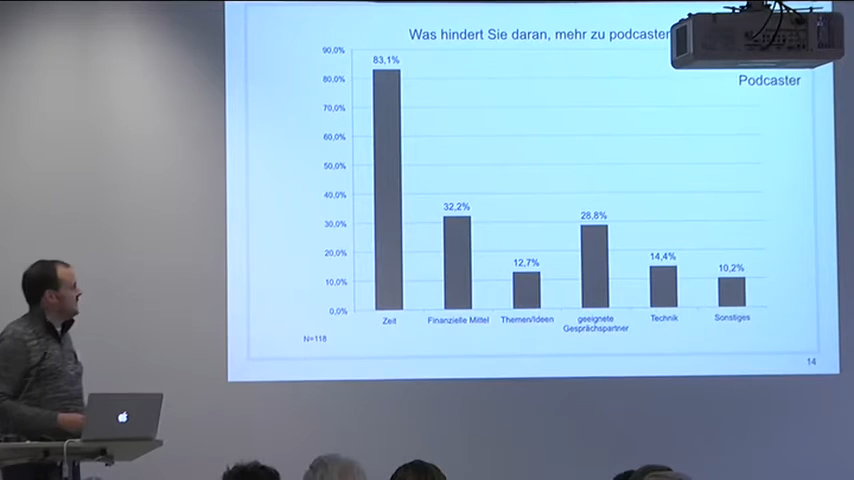 Was hindert Sie daran, mehr zu podcasten
Podcaster
90,0%
80,0%
70,0%
60,0%
50,0%
40,0%
30,0%
20,0%
10,0%
0,0%
83,1%
32,2%
12,7%
28,8%
14,4%
10,2%
Zeit
Finanzielle Mittel
Themen/Ideen
geeignete
Gesprächspartner
Technik
Sonstiges
N=118
14